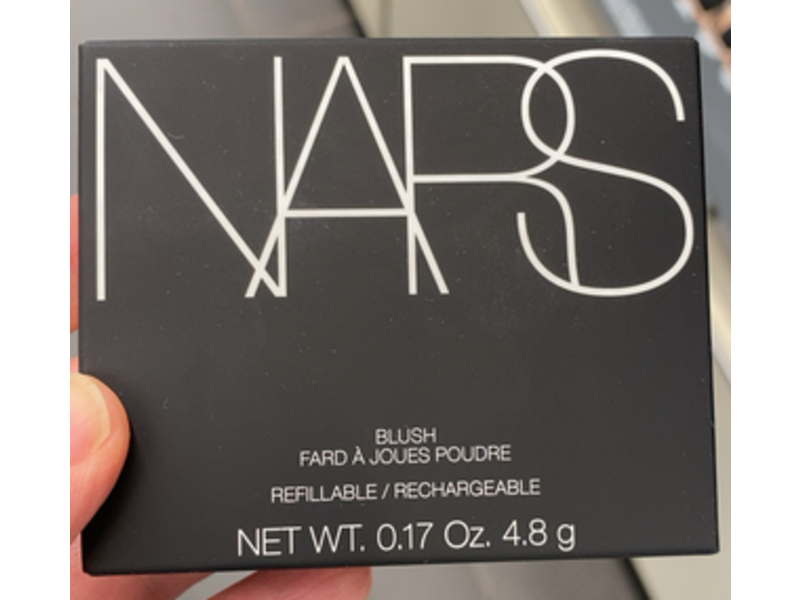 NARS
BLUSH
FARD À JOUES POUDRE
REFILLABLE / RECHARGEABLE
NET WT. 0.17 Oz. 4.8 g